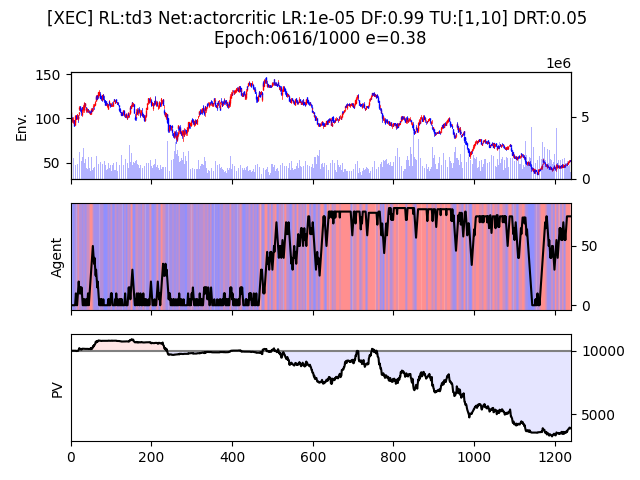 [XEC] RL:td3 Net:actorcritic LR:1e-05 DF:0.99 TU:[1,10] DRT:0.05
Epoch:0616/1000 e=0.38
1e6
150
100
50
Env.
5
0
Agent
50
0
PV
10000
5000
0 200 400 600 800 1000 1200